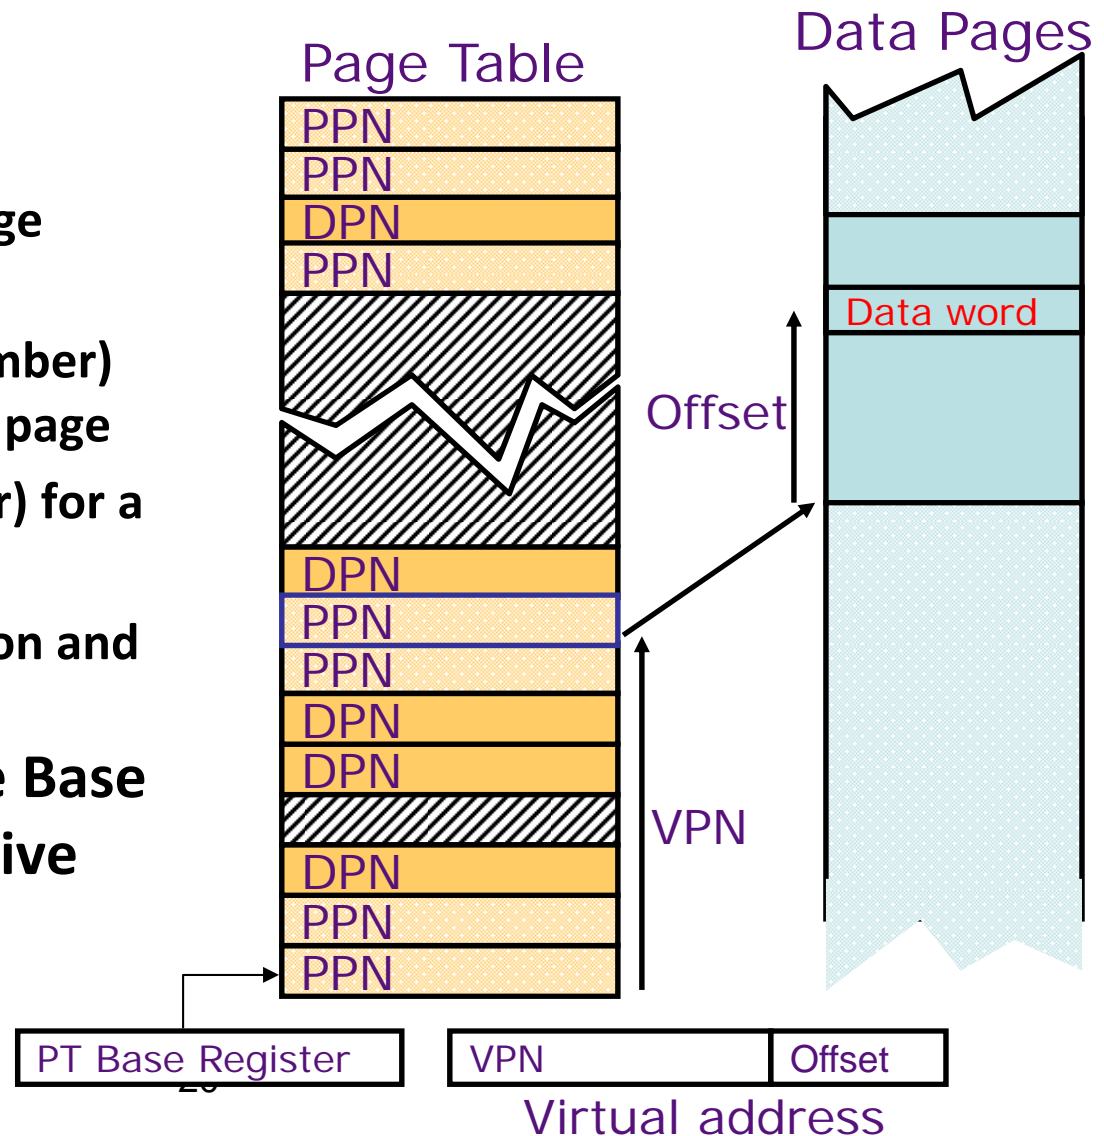 Data Pages
Page Table
PPN
PPN
DPN
PPN
ge
mber)
page
r) for a
on and
e Base
ive
Data word
Offset
DPN
PPN
PPN
DPN
DPN
VPN
DPN
PPN
PPN
PT Base Register
VPN
Offset
Virtual address